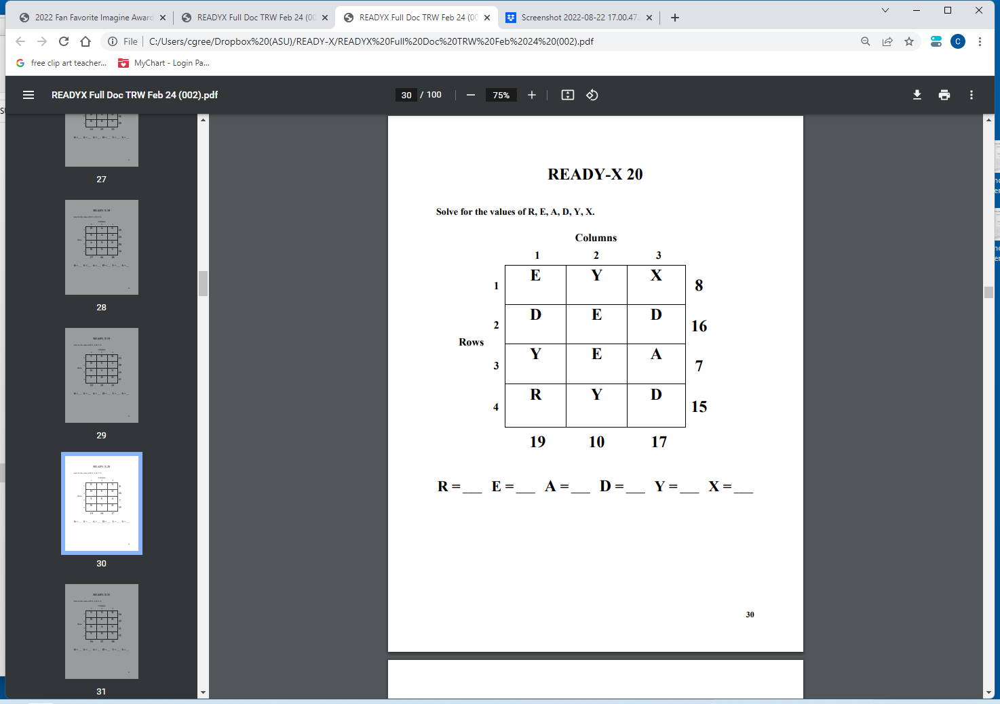 2022 Fan Favorite Imagine Award
READYX Full Doc TRW Feb 24 (00
READYX Full Doc TRW Feb 24 (00
Screenshot 2022-08-22 17.00.47.
File C:/Users/cgree/Dropbox%20(ASU)/READY-X/READYX%20Full%20Doc%20TRW%20Feb%2024%20(002).pdf
C
free clip art teacher...
MyChart - Login Pa...
READYX Full Doc TRW Feb 24 (002).pdf
30 / 100
75%
27
28
29
30
31
READY-X 20
Solve for the values of R, E, A, D, Y, X.
Columns
1 2 3
1 E Y X 8
2 D E D 16
Rows
3 Y E A 7
4 R Y D 15
19 10 17
R = ___ E = ___ A = ___ D = ___ Y = ___ X = ___
30